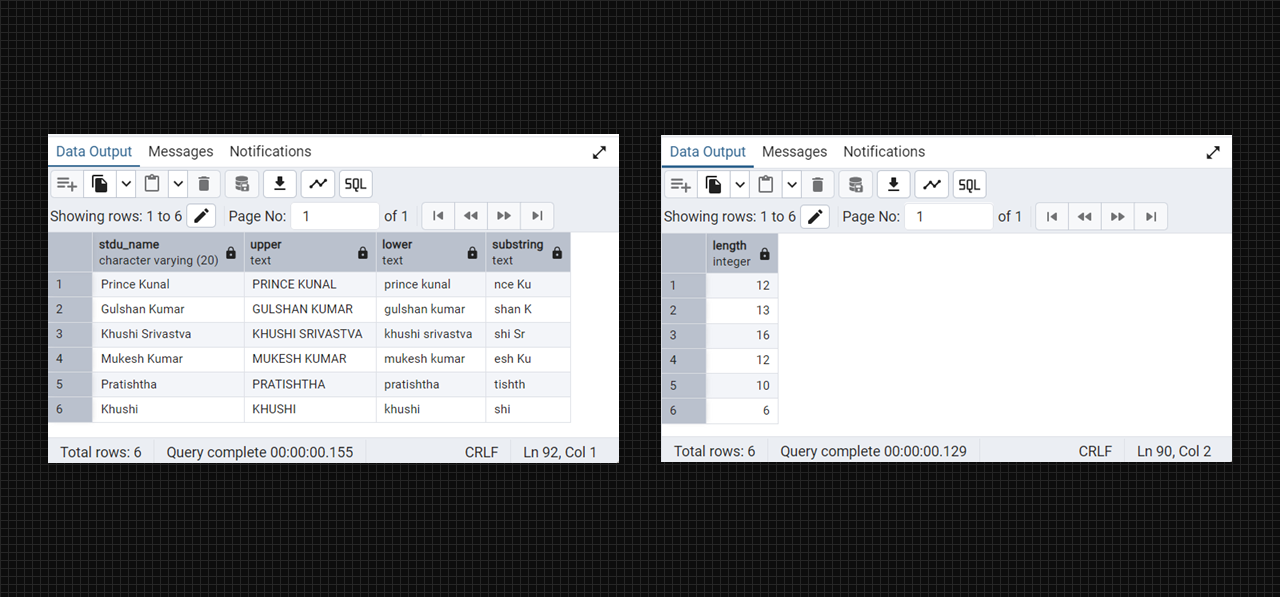 Data Output Messages Notifications
SQL
Showing rows: 1 to 6 Page No: 1 of 1
stdu_name upper lower substring
character varying (20) text text text
1 Prince Kunal PRINCE KUNAL prince kunal nce Ku
2 Gulshan Kumar GULSHAN KUMAR gulshan kumar shan K
3 Khushi Srivastva KHUSHI SRIVASTVA khushi srivastva shi Sr
4 Mukesh Kumar MUKESH KUMAR mukesh kumar esh Ku
5 Pratishtha PRATISHTHA pratishtha tishth
6 Khushi KHUSHI khushi shi
Total rows: 6 Query complete 00:00:00.155 CRLF Ln 92, Col 1
Data Output Messages Notifications
SQL
Showing rows: 1 to 6 Page No: 1 of 1
length
integer
1 12
2 13
3 16
4 12
5 10
6 6
Total rows: 6 Query complete 00:00:00.129 CRLF Ln 90, Col 2